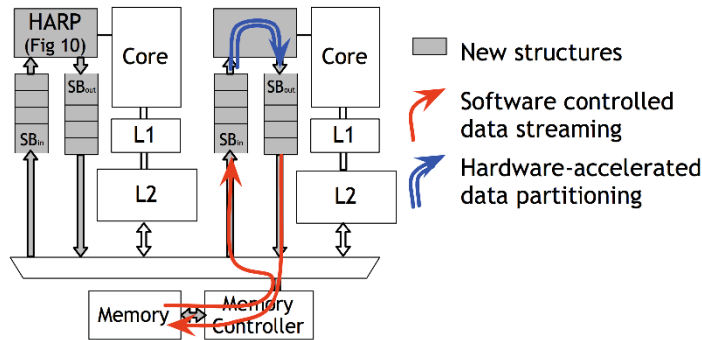 HARP
(Fig 10)
Core
SBin
SBout
L1
L2
Core
SBin
SBout
L1
L2
Memory
Memory
Controller
New structures
Software controlled
data streaming
Hardware-accelerated
data partitioning